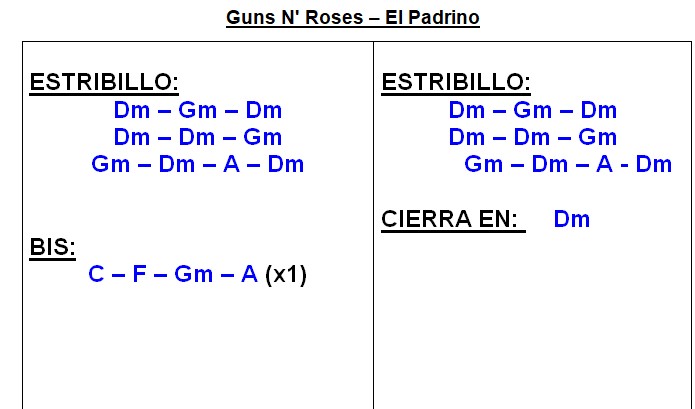 Guns N' Roses – El Padrino
ESTRIBILLO:
Dm – Gm – Dm
Dm – Dm – Gm
Gm – Dm – A – Dm
BIS:
C – F – Gm – A (x1)
ESTRIBILLO:
Dm – Gm – Dm
Dm – Dm – Gm
Gm – Dm – A - Dm
CIERRA EN: Dm